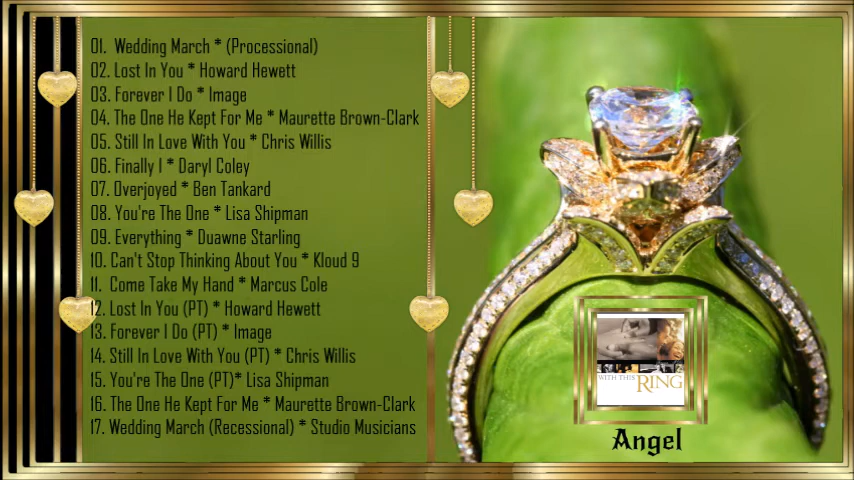 01. Wedding March * (Processional)
02. Lost In You * Howard Hewett
03. Forever I Do * Image
04. The One He Kept For Me * Maurette Brown-Clark
05. Still In Love With You * Chris Willis
06. Finally I * Daryl Coley
07. Overjoyed * Ben Tankard
08. You're The One * Lisa Shipman
09. Everything * Duawne Starling
10. Can't Stop Thinking About You * Kloud 9
11. Come Take My Hand * Marcus Cole
12. Lost In You (PT) * Howard Hewett
13. Forever I Do (PT) * Image
14. Still In Love With You (PT) * Chris Willis
15. You're The One (PT)* Lisa Shipman
16. The One He Kept For Me * Maurette Brown-Clark
17. Wedding March (Recessional) * Studio Musicians
WITH THIS RING
Angel